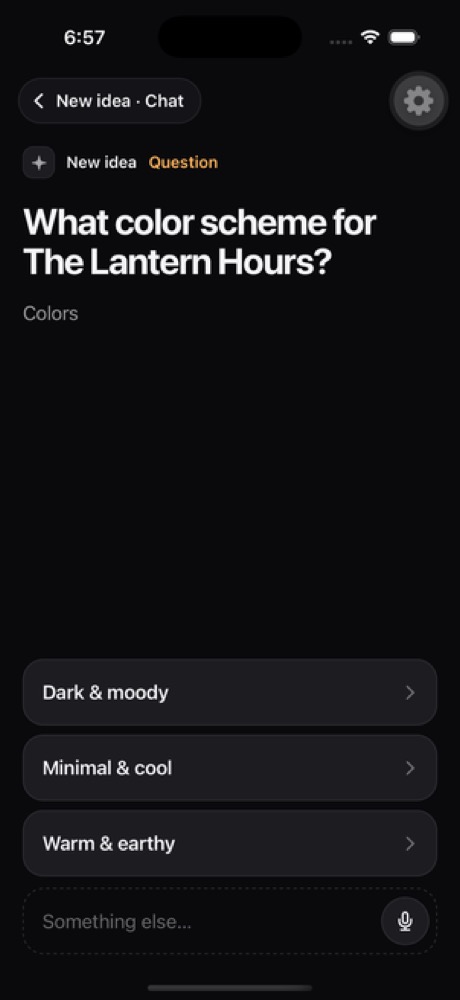 6:57
New idea · Chat
New idea Question
What color scheme for
The Lantern Hours?
Colors
Dark & moody
Minimal & cool
Warm & earthy
Something else...